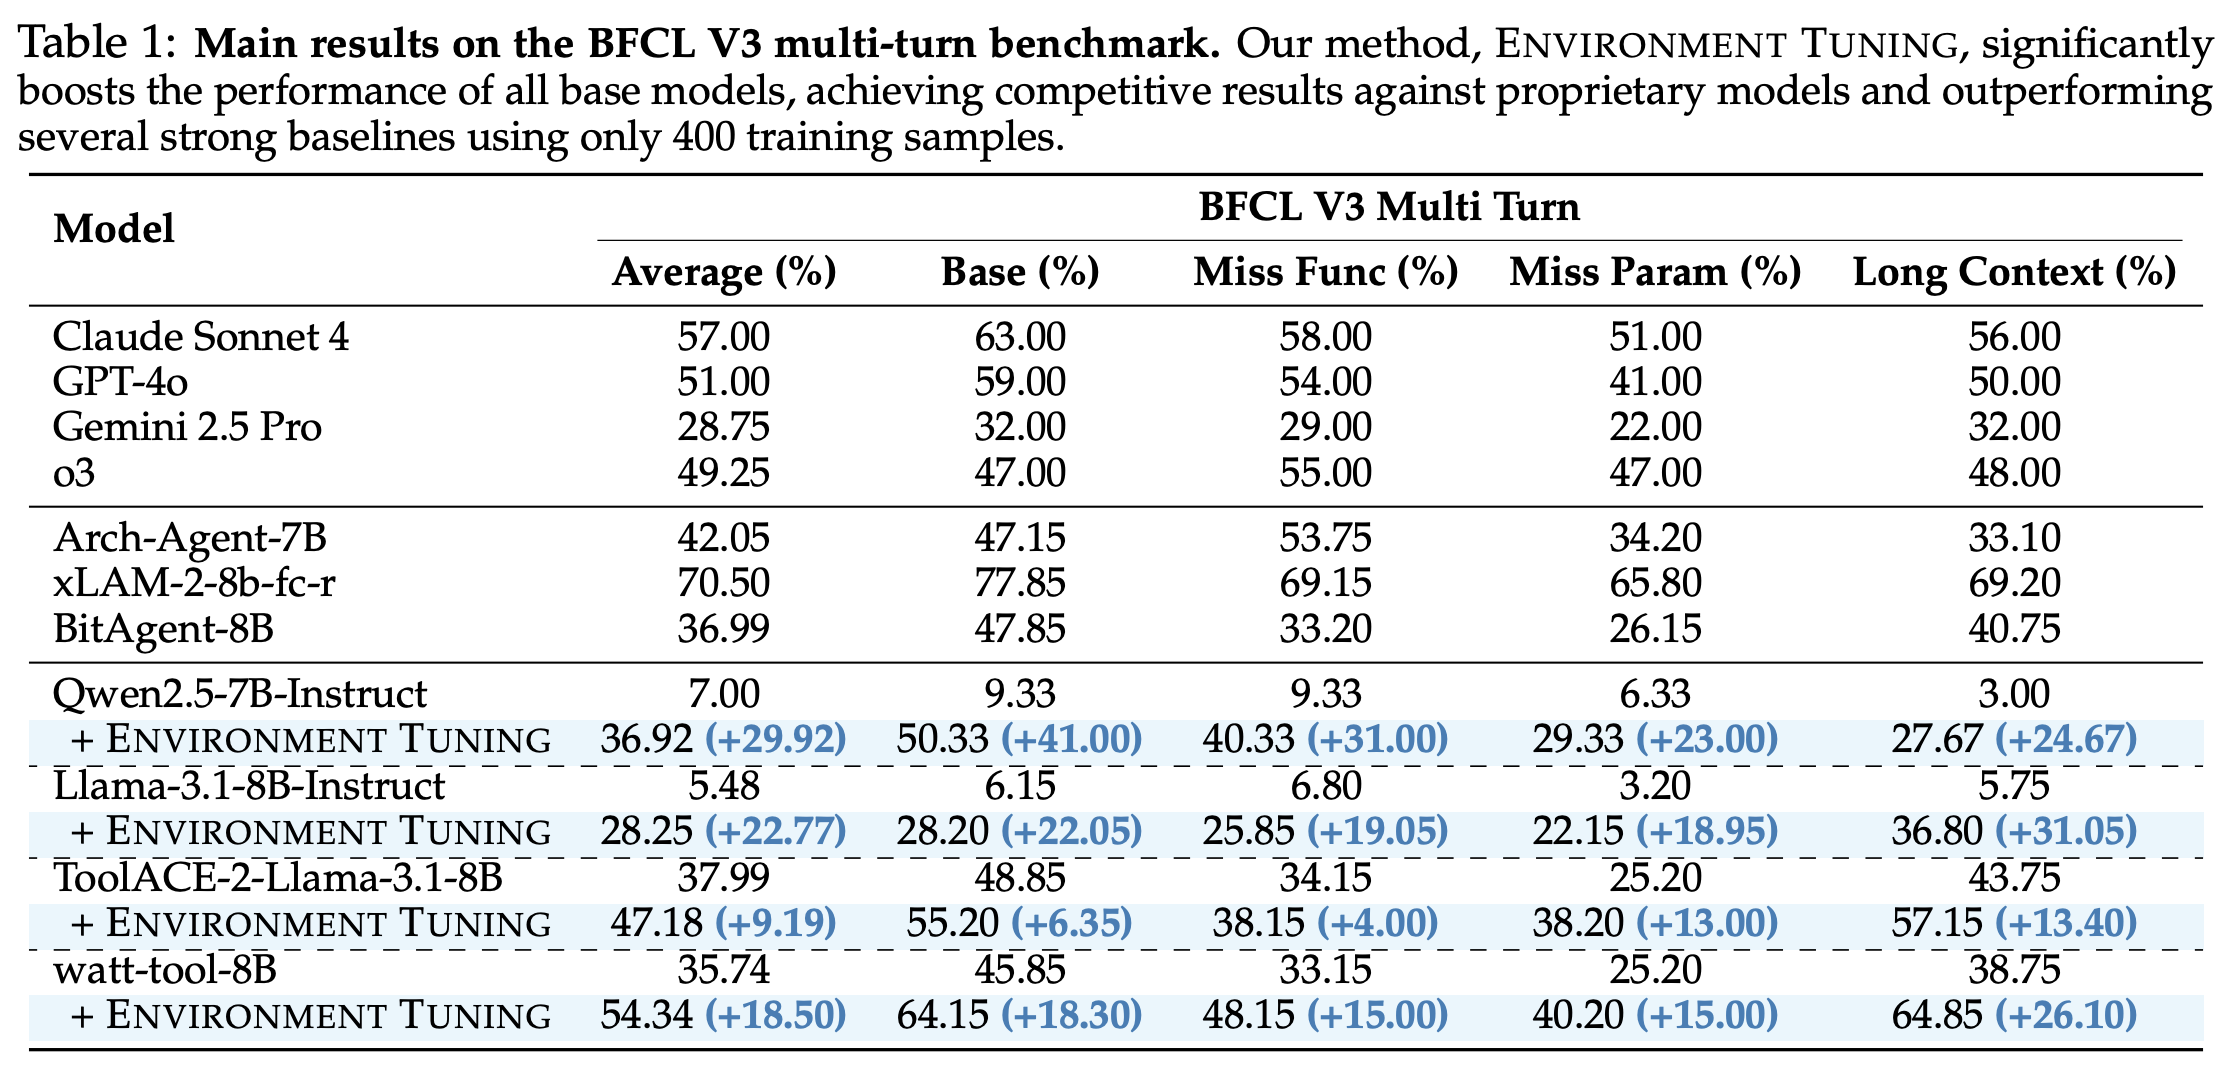 Table 1: Main results on the BFCL V3 multi-turn benchmark. Our method, ENVIRONMENT TUNING, significantly
boosts the performance of all base models, achieving competitive results against proprietary models and outperforming
several strong baselines using only 400 training samples.
BFCL V3 Multi Turn
Model
Average (%) Base (%) Miss Func (%) Miss Param (%) Long Context (%)
Claude Sonnet 4 57.00 63.00 58.00 51.00 56.00
GPT-4o 51.00 59.00 54.00 41.00 50.00
Gemini 2.5 Pro 28.75 32.00 29.00 22.00 32.00
o3 49.25 47.00 55.00 47.00 48.00
Arch-Agent-7B 42.05 47.15 53.75 34.20 33.10
xLAM-2-8b-fc-r 70.50 77.85 69.15 65.80 69.20
BitAgent-8B 36.99 47.85 33.20 26.15 40.75
Qwen2.5-7B-Instruct 7.00 9.33 9.33 6.33 3.00
+ ENVIRONMENT TUNING 36.92 (+29.92) 50.33 (+41.00) 40.33 (+31.00) 29.33 (+23.00) 27.67 (+24.67)
Llama-3.1-8B-Instruct 5.48 6.15 6.80 3.20 5.75
+ ENVIRONMENT TUNING 28.25 (+22.77) 28.20 (+22.05) 25.85 (+19.05) 22.15 (+18.95) 36.80 (+31.05)
ToolACE-2-Llama-3.1-8B 37.99 48.85 34.15 25.20 43.75
+ ENVIRONMENT TUNING 47.18 (+9.19) 55.20 (+6.35) 38.15 (+4.00) 38.20 (+13.00) 57.15 (+13.40)
watt-tool-8B 35.74 45.85 33.15 25.20 38.75
+ ENVIRONMENT TUNING 54.34 (+18.50) 64.15 (+18.30) 48.15 (+15.00) 40.20 (+15.00) 64.85 (+26.10)